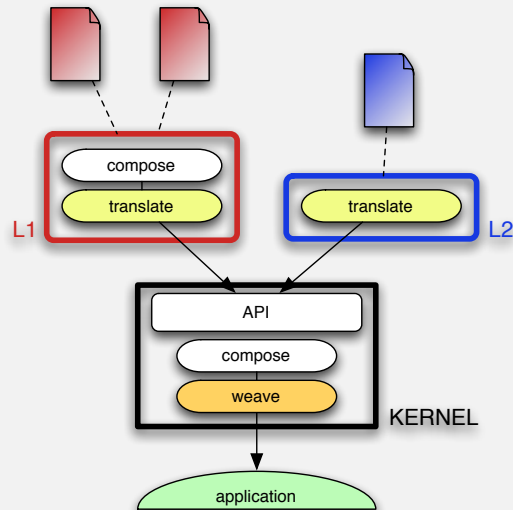 compose
translate
L1
translate
L2
API
compose
weave
KERNEL
application